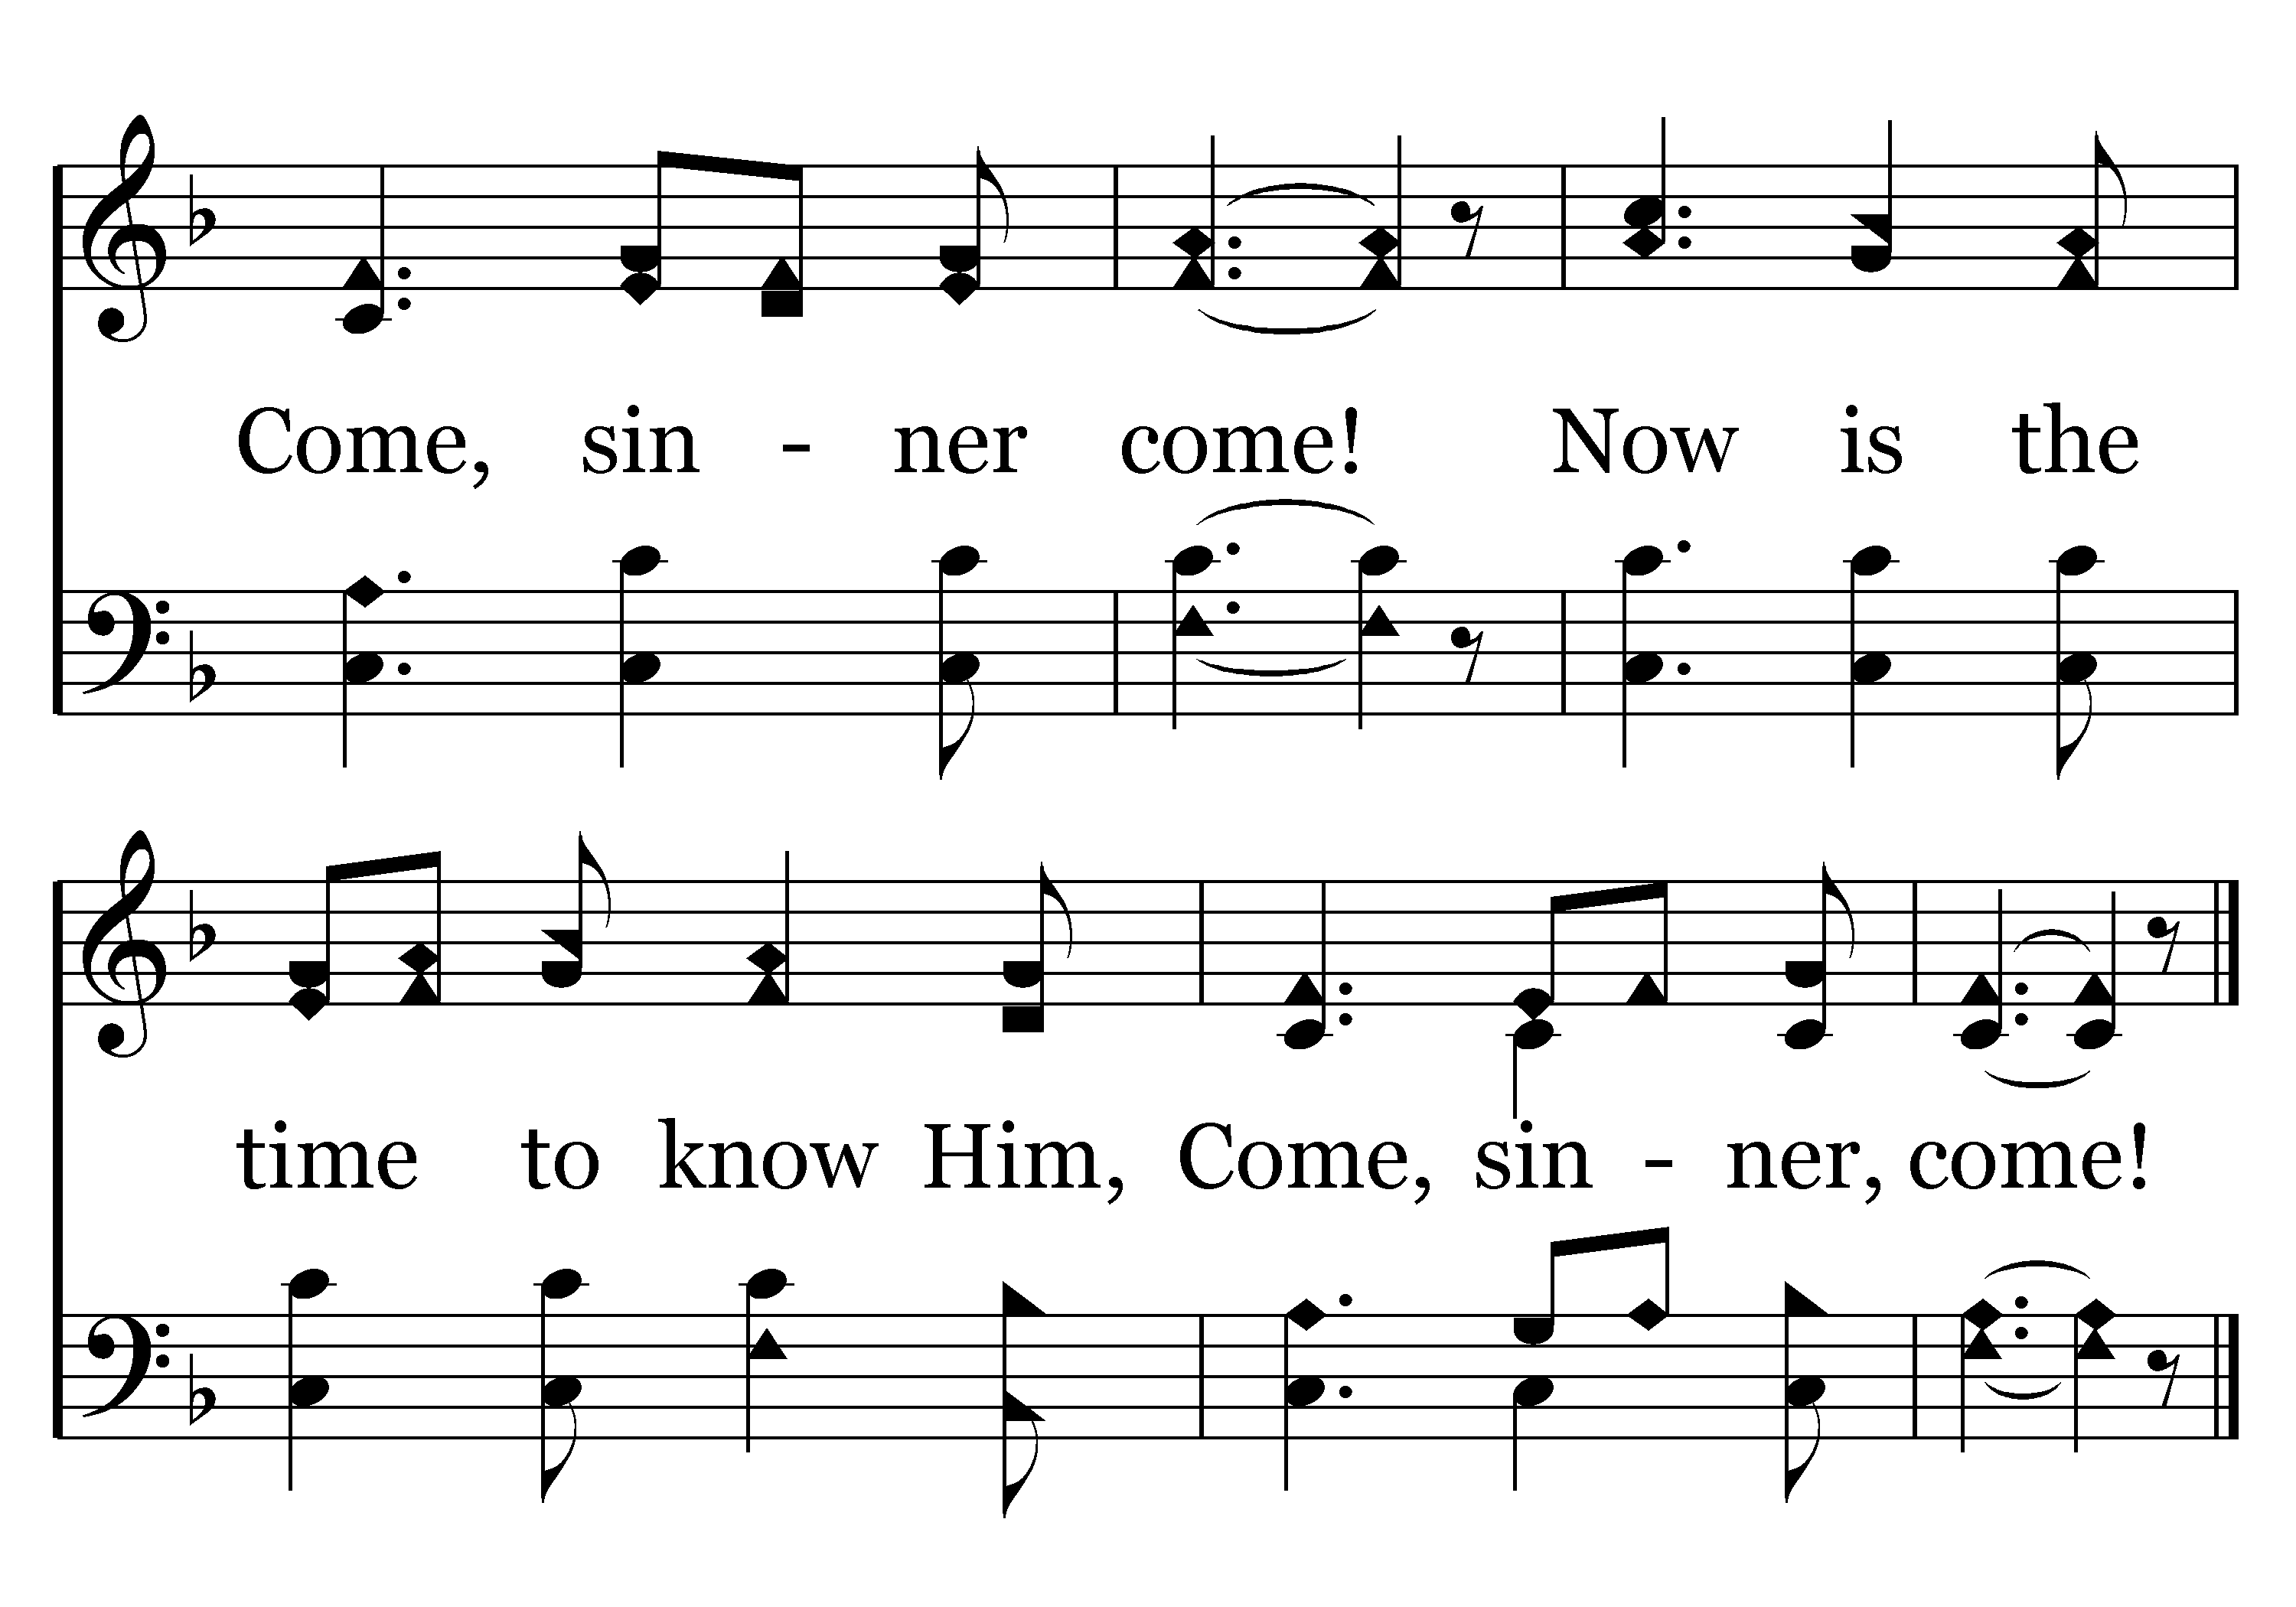 Come, sin - ner come! Now is the
time to know Him, Come, sin - ner, come!